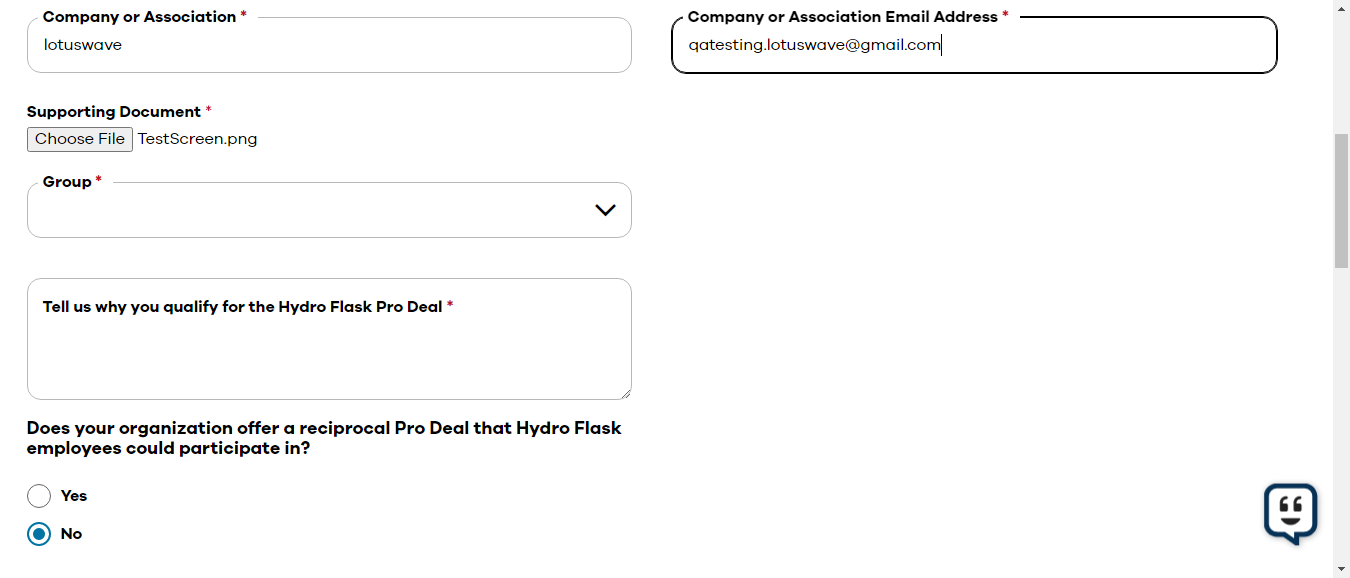 Company or Association *
lotuswave
Company or Association Email Address *
qatesting.lotuswave@gmail.com
Supporting Document *
Choose File TestScreen.png
Group *
Tell us why you qualify for the Hydro Flask Pro Deal *
Does your organization offer a reciprocal Pro Deal that Hydro Flask
employees could participate in?
Yes
No